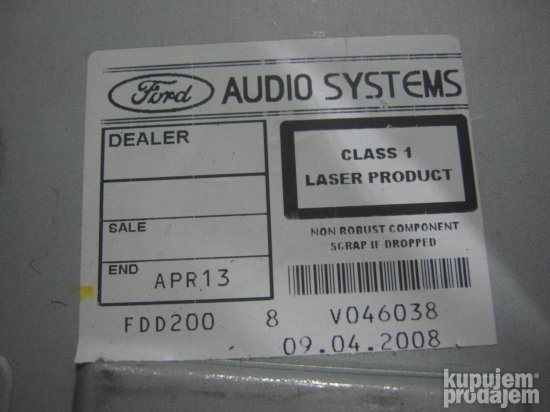 Ford AUDIO SYSTEMS
DEALER
CLASS 1
LASER PRODUCT
SALE
NON ROBUST COMPONENT
SCRAP IF DROPPED
END APR13
FDD200 8 V046038
09.04.2008
kupujem
prodajem